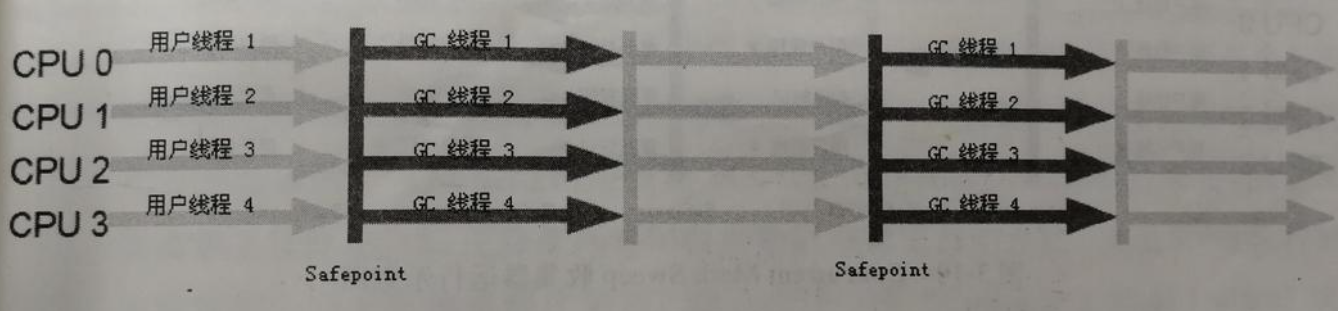 CPU 0 用户线程 1 GC 线程 1 GC 线程 1
CPU 1 用户线程 2 GC 线程 2 GC 线程 2
CPU 2 用户线程 3 GC 线程 3 GC 线程 3
CPU 3 用户线程 4 GC 线程 4 GC 线程 4
Safepoint Safepoint